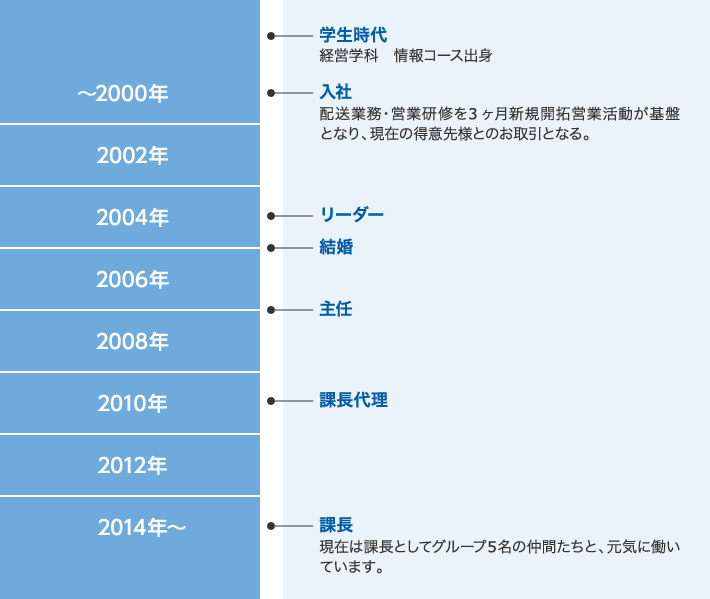 学生時代
経営学科　情報コース出身
～2000年
入社
配送業務・営業研修を3ヶ月新規開拓営業活動が基盤
となり、現在の得意先様とのお取引となる。
2002年
2004年
リーダー
結婚
2006年
主任
2008年
2010年
課長代理
2012年
2014年～
課長
現在は課長としてグループ5名の仲間たちと、元気に働い
ています。